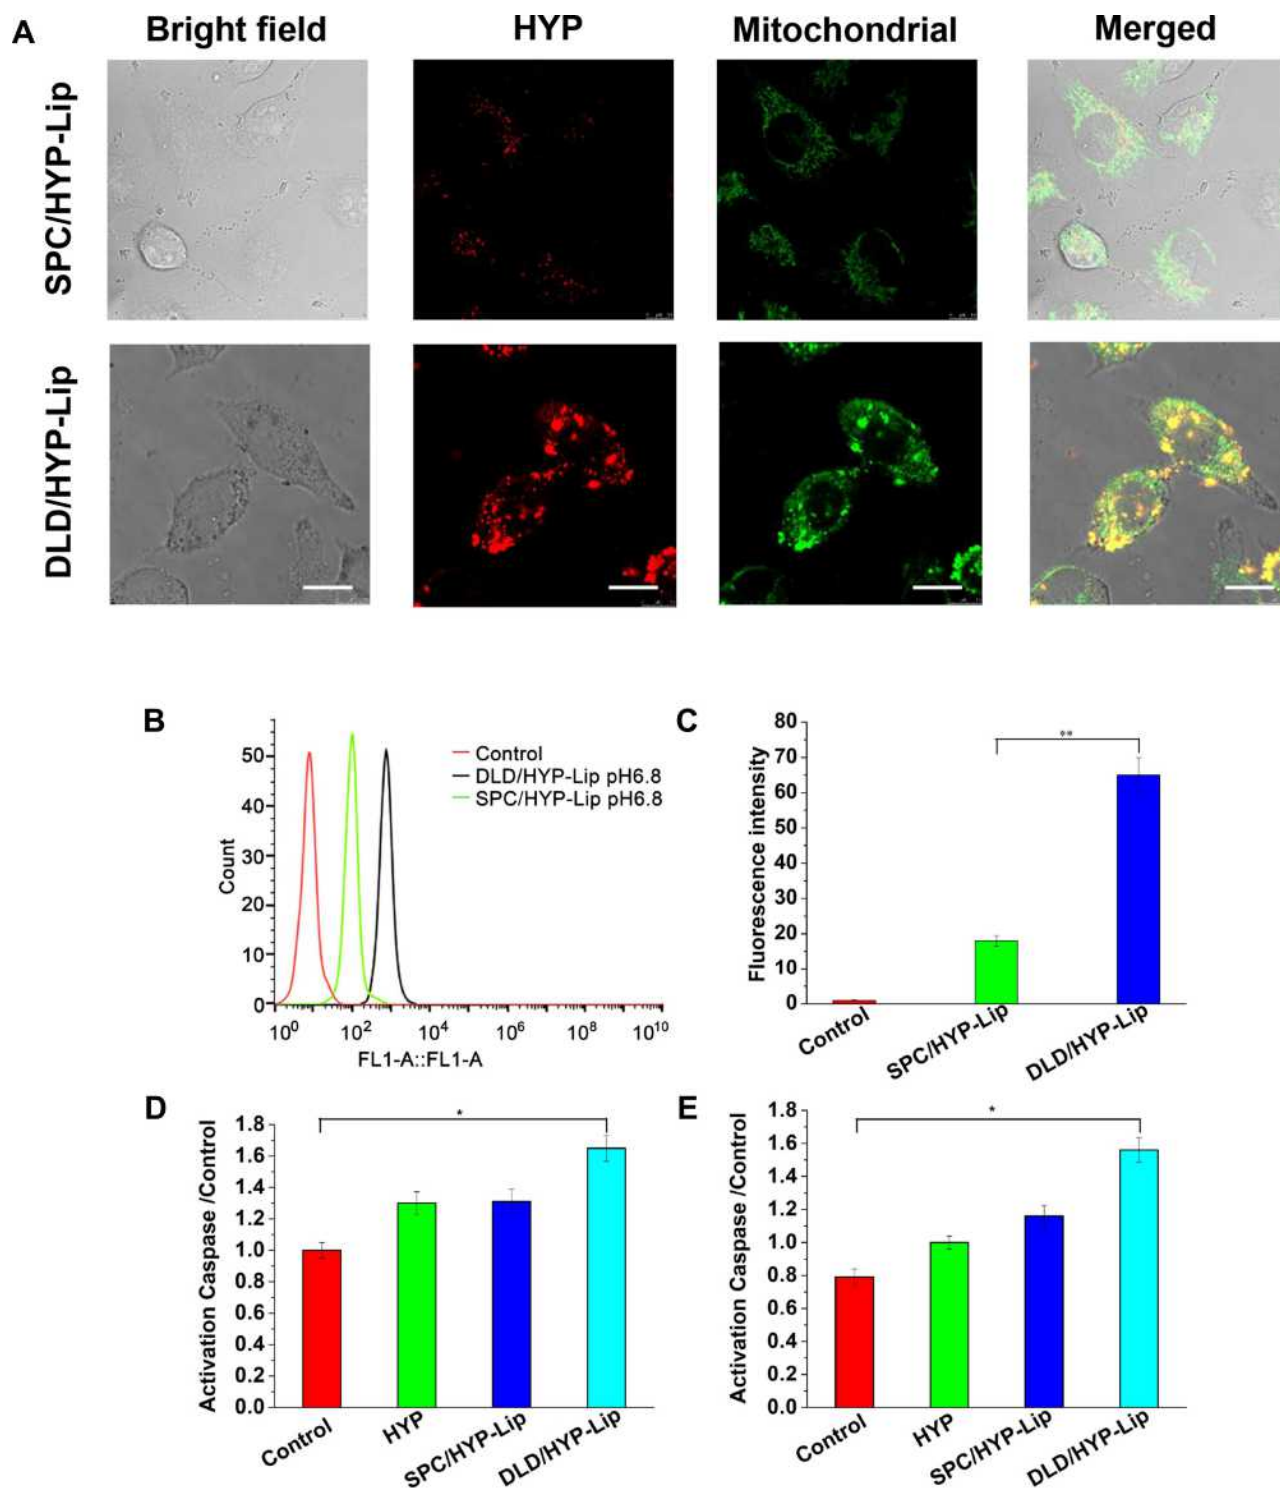 A
Bright field HYP Mitochondrial Merged
SPC/HYP-Lip
DLD/HYP-Lip
B
Count
50
40
30
20
10
0
10⁰ 10² 10⁴ 10⁶ 10⁸ 10¹⁰
FL1-A::FL1-A
Control
DLD/HYP-Lip pH6.8
SPC/HYP-Lip pH6.8
C
Fluorescence intensity
80
70
60
50
40
30
20
10
0
**
Control SPC/HYP-Lip DLD/HYP-Lip
D
Activation Caspase /Control
1.8
1.6
1.4
1.2
1.0
0.8
0.6
0.4
0.2
0.0
*
Control HYP SPC/HYP-Lip DLD/HYP-Lip
E
Activation Caspase /Control
1.8
1.6
1.4
1.2
1.0
0.8
0.6
0.4
0.2
0.0
*
Control HYP SPC/HYP-Lip DLD/HYP-Lip